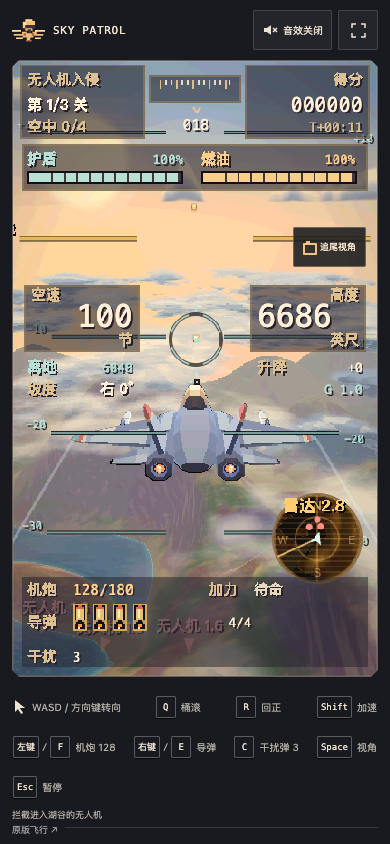 SKY PATROL
音效关闭
无人机入侵
第 1/3 关
空中 0/4
018
得分
000000
T+00:11
+10
护盾 100% 燃油 100%
追尾视角
空速
100
节
高度
6686
英尺
-10
离地 6848
升降 +0
坡度 右 0°
G 1.0
-20 -20
雷达 2.8
N
W E
S
-30
机炮 128/180
加力 待命
无人机
导弹 4/4
无人机 1.6
干扰 3
WASD / 方向键转向 Q 桶滚 R 回正 Shift 加速
左键 / F 机炮 128 右键 / E 导弹 C 干扰弹 3 Space 视角
Esc 暂停
拦截进入湖谷的无人机
原版飞行 ↗